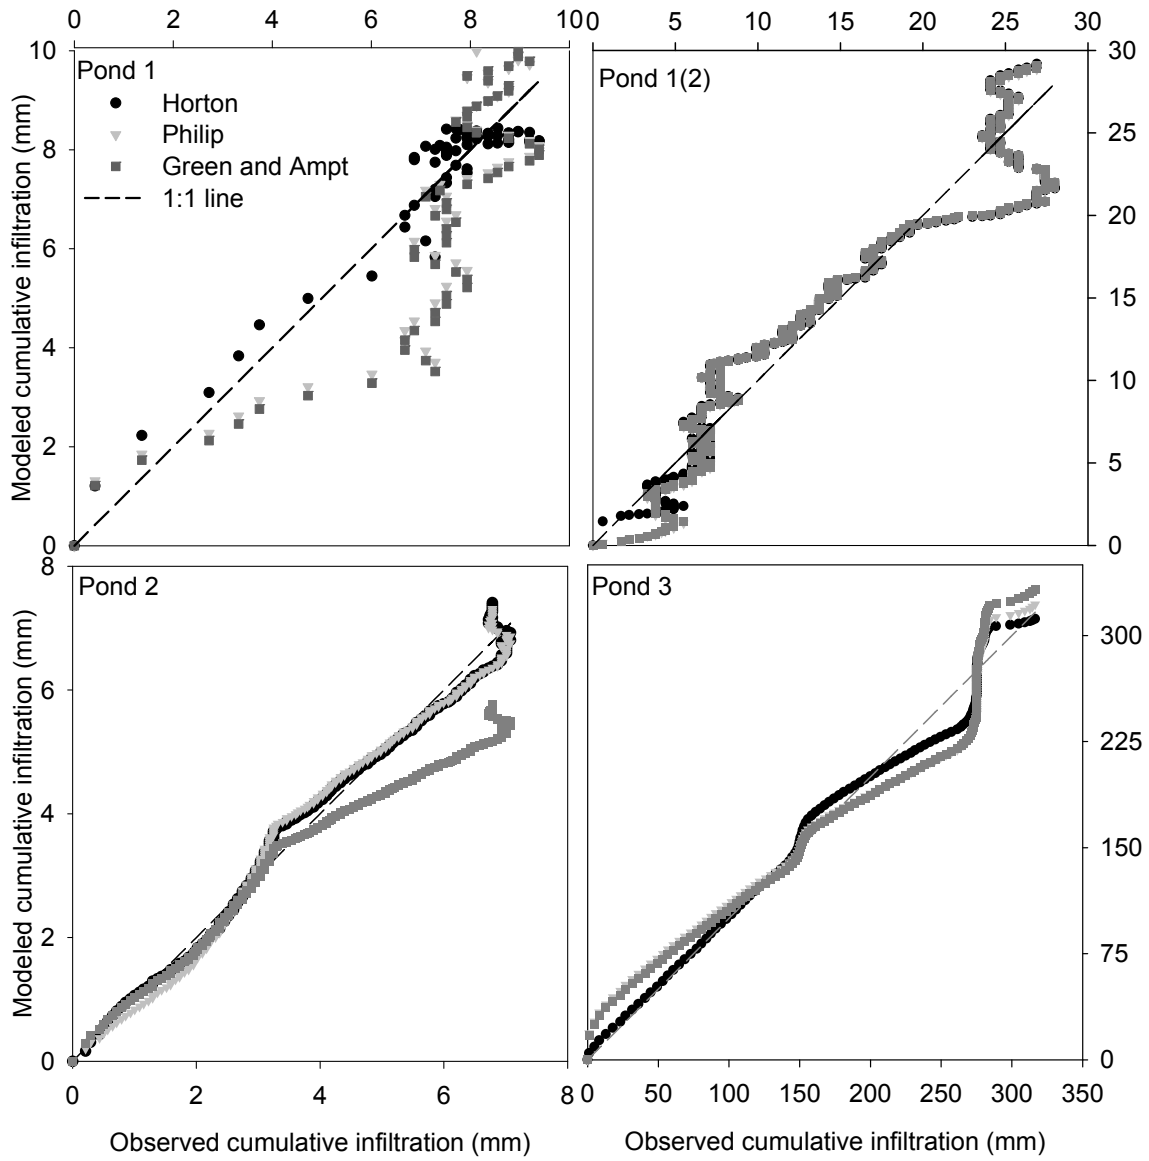 0 2 4 6 8 10
0 5 10 15 20 25 30
Modeled cumulative infiltration (mm)
10
8
6
4
2
0
Pond 1
Horton
Philip
Green and Ampt
1:1 line
Pond 1(2)
30
25
20
15
10
5
0
Modeled cumulative infiltration (mm)
8
6
4
2
0
Pond 2
Pond 3
300
225
150
75
0
0 2 4 6 8
0 50 100 150 200 250 300 350
Observed cumulative infiltration (mm)
Observed cumulative infiltration (mm)